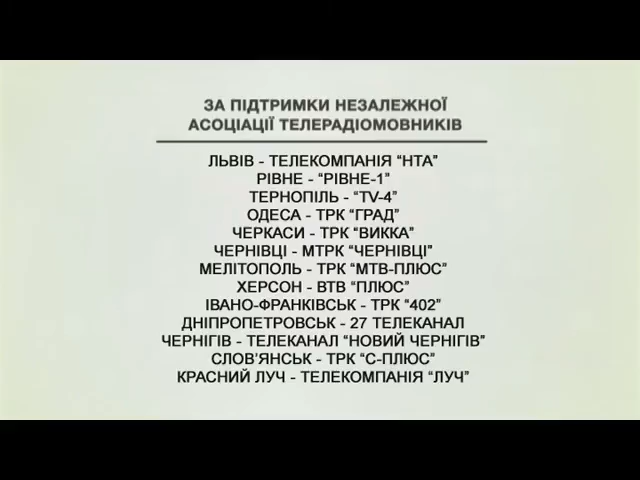 ЗА ПІДТРИМКИ НЕЗАЛЕЖНОЇ
АСОЦІАЦІЇ ТЕЛЕРАДІОМОВНИКІВ
ЛЬВІВ - ТЕЛЕКОМПАНІЯ “НТА”
РІВНЕ - “РІВНЕ-1”
ТЕРНОПІЛЬ - “TV-4”
ОДЕСА - ТРК “ГРАД”
ЧЕРКАСИ - ТРК “ВИККА”
ЧЕРНІВЦІ - МТРК “ЧЕРНІВЦІ”
МЕЛІТОПОЛЬ - ТРК “МТВ-ПЛЮС”
ХЕРСОН - ВТВ “ПЛЮС”
ІВАНО-ФРАНКІВСЬК - ТРК “402”
ДНІПРОПЕТРОВСЬК - 27 ТЕЛЕКАНАЛ
ЧЕРНІГІВ - ТЕЛЕКАНАЛ “НОВИЙ ЧЕРНІГІВ”
СЛОВ’ЯНСЬК - ТРК “С-ПЛЮС”
КРАСНИЙ ЛУЧ - ТЕЛЕКОМПАНІЯ “ЛУЧ”